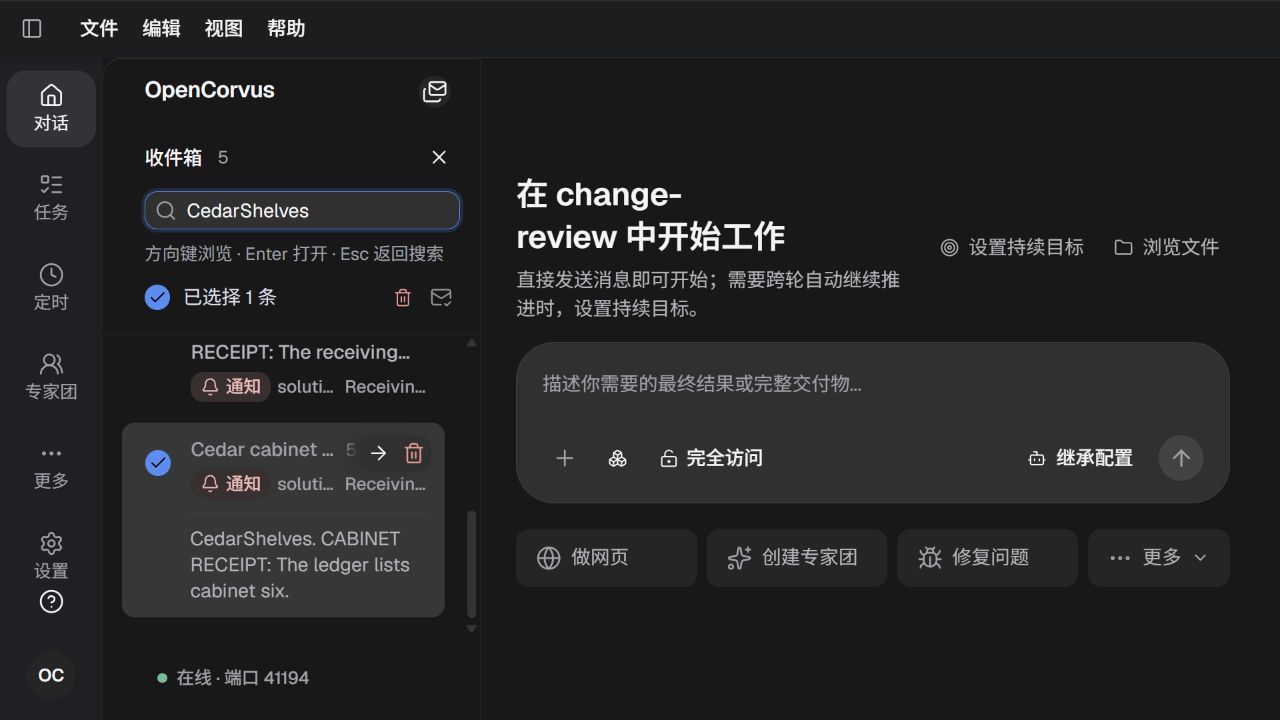 文件 编辑 视图 帮助
对话
任务
定时
专家团
更多
设置
OC
OpenCorvus
收件箱 5
CedarShelves
方向键浏览 · Enter 打开 · Esc 返回搜索
已选择 1 条
RECEIPT: The receiving...
通知 soluti... Receivin...
Cedar cabinet ... 5
通知 soluti... Receivin...
CedarShelves. CABINET
RECEIPT: The ledger lists
cabinet six.
在线 · 端口 41194
在 change-
review 中开始工作
直接发送消息即可开始；需要跨轮自动继续推
进时，设置持续目标。
设置持续目标 浏览文件
描述你需要的最终结果或完整交付物...
完全访问 继承配置
做网页 创建专家团 修复问题 更多